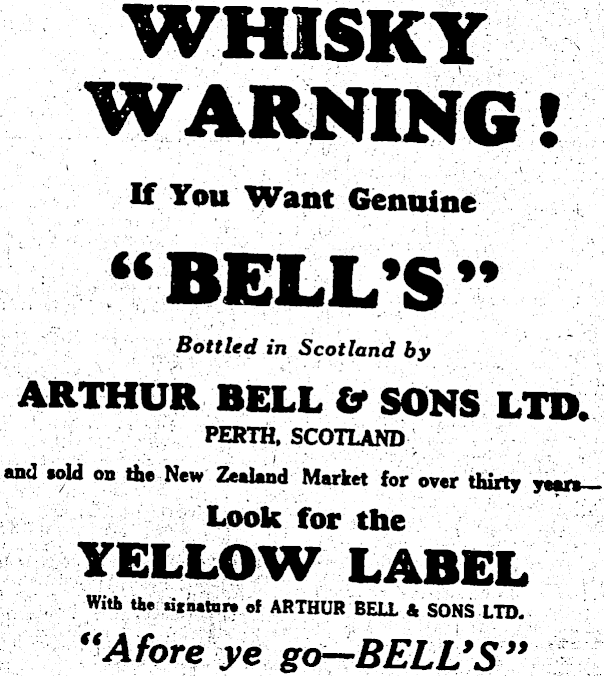 WHISKY
WARNING!
If You Want Genuine
“BELL’S”
Bottled in Scotland by
ARTHUR BELL & SONS LTD.
PERTH, SCOTLAND
and sold on the New Zealand Market for over thirty years—
Look for the
YELLOW LABEL
With the signature of ARTHUR BELL & SONS LTD.
“Afore ye go—BELL’S”